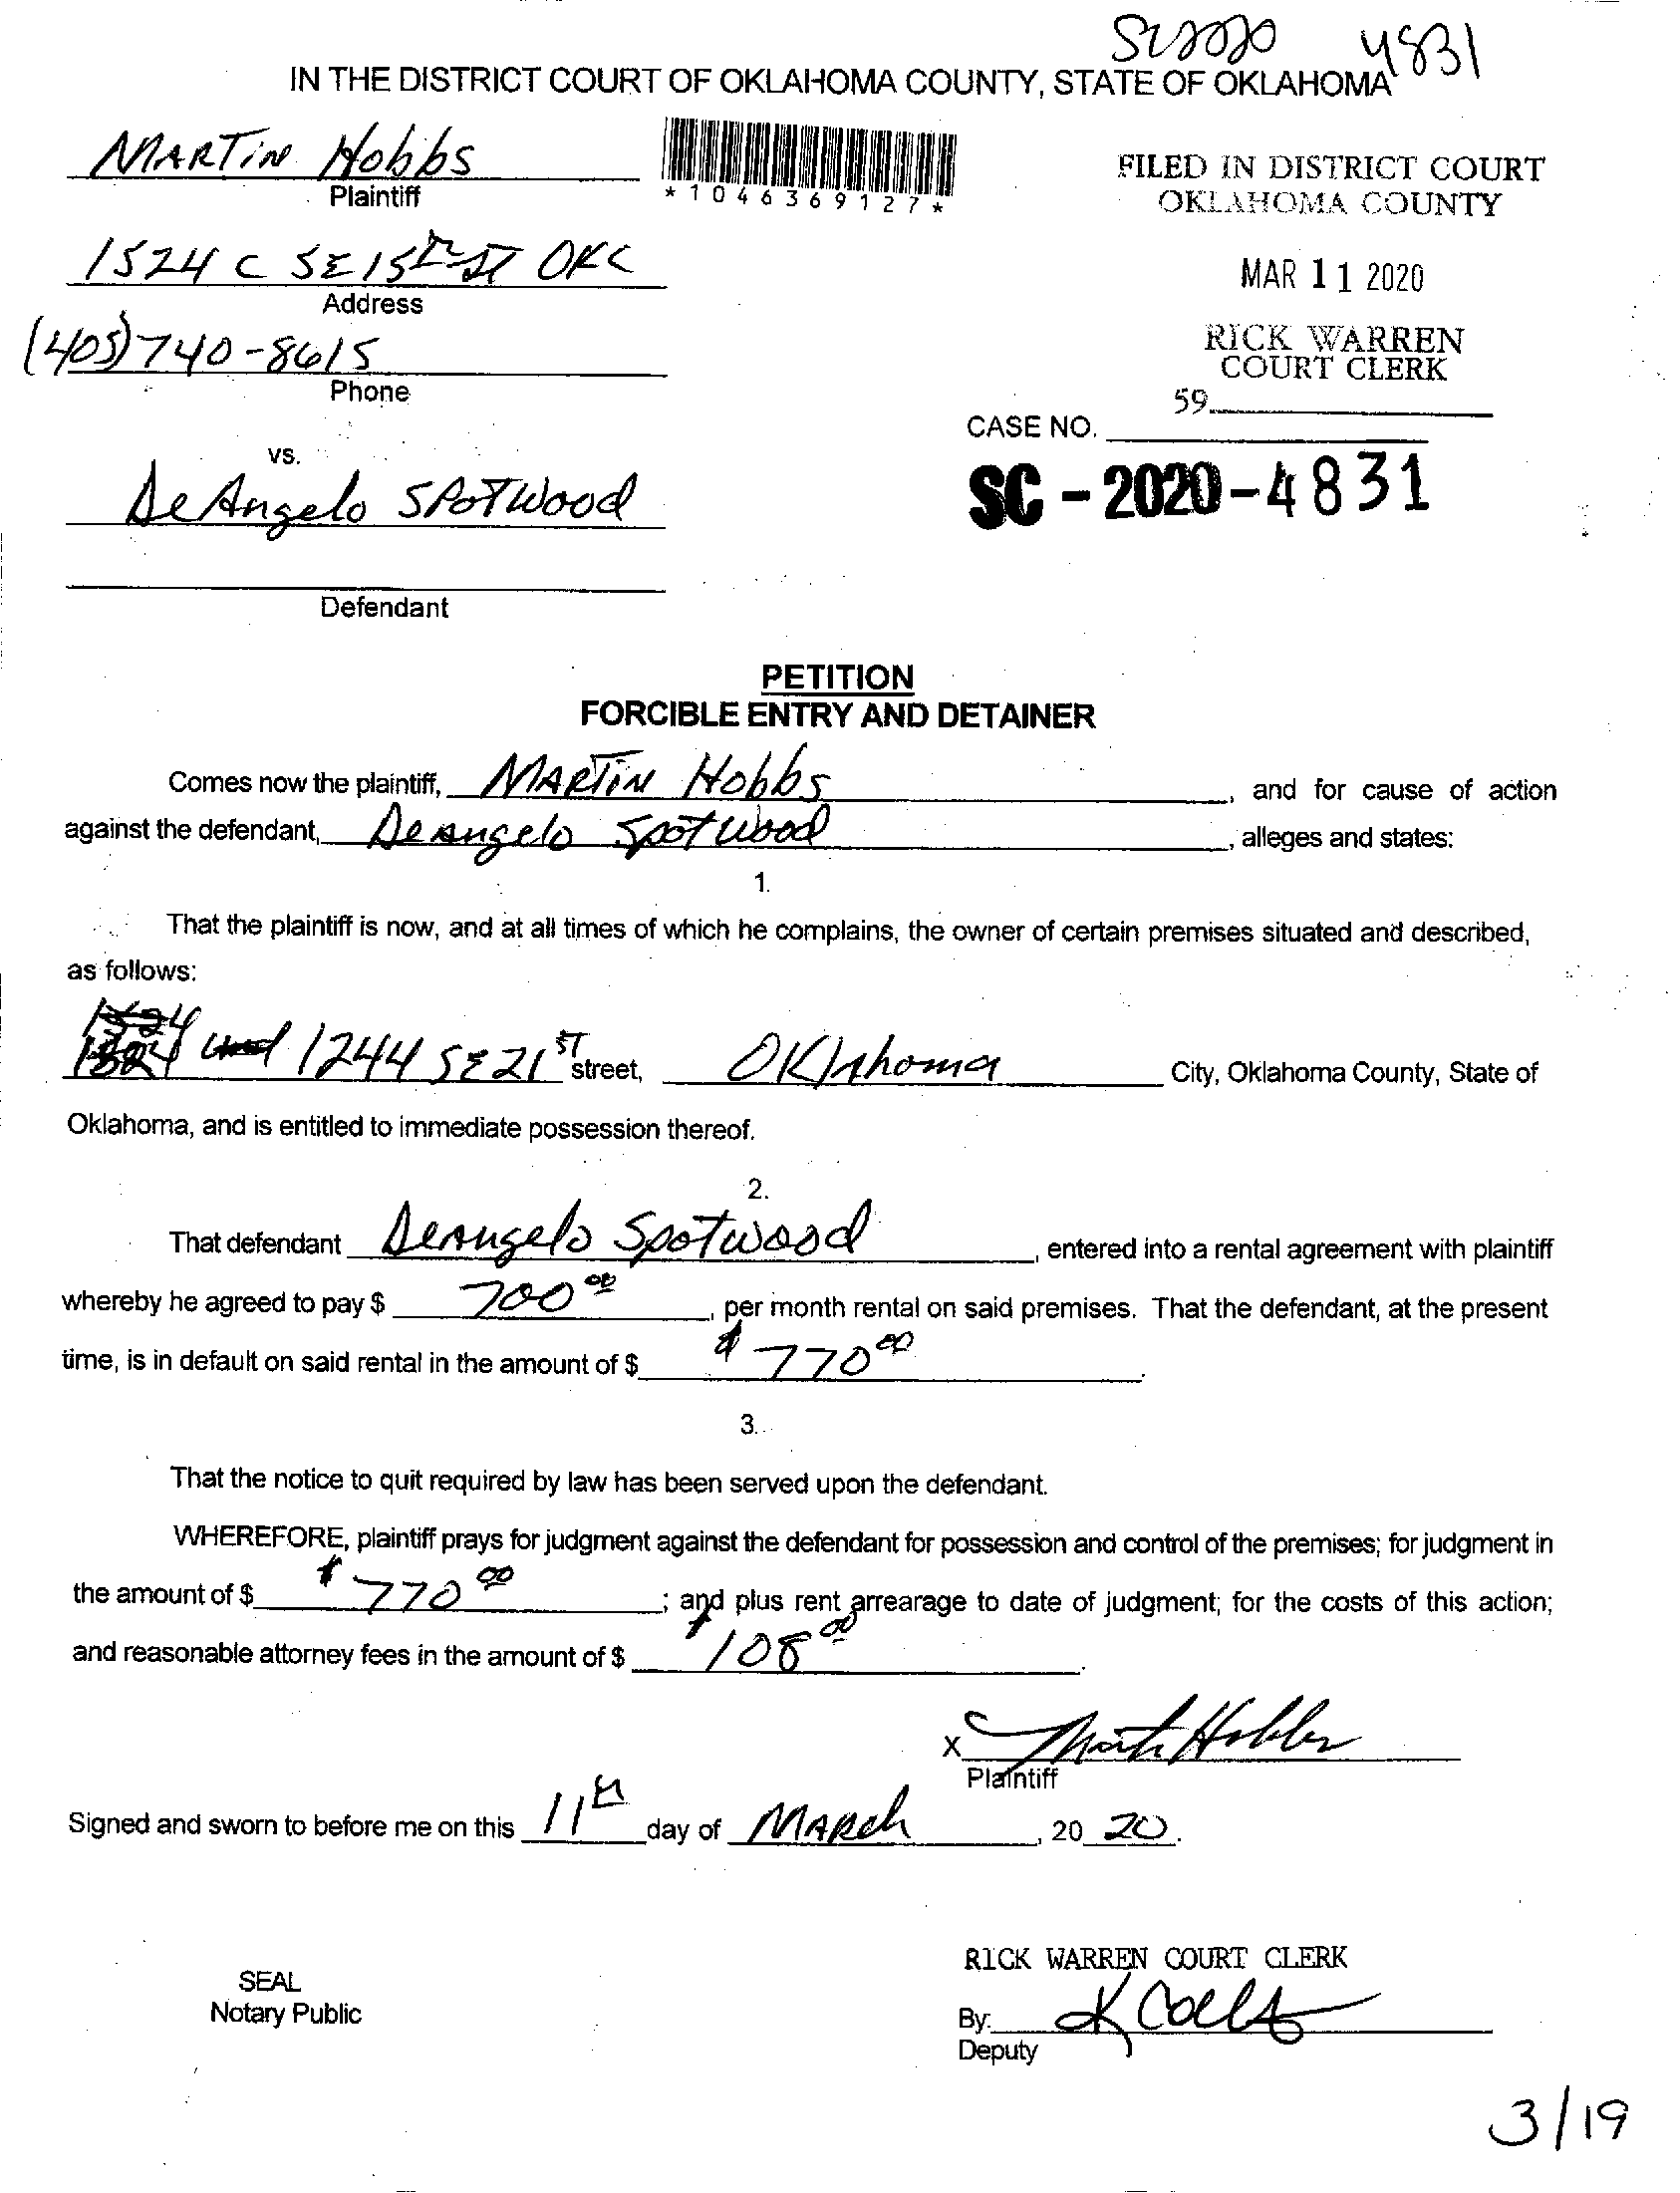 SC2020 4831
IN THE DISTRICT COURT OF OKLAHOMA COUNTY, STATE OF OKLAHOMA
MARTIN Hobbs
Plaintiff
*1046369127*
FILED IN DISTRICT COURT
OKLAHOMA COUNTY
1524 C SE 15th ST OKC
Address
MAR 11 2020
(405) 740-8615
Phone
RICK WARREN
COURT CLERK
59
CASE NO.
vs.
DeAngelo SPOTWOOD
SC - 2020 - 4831
Defendant
PETITION
FORCIBLE ENTRY AND DETAINER
Comes now the plaintiff, MARTIN Hobbs, and for cause of action
against the defendant, DeAngelo Spotwood, alleges and states:
1.
That the plaintiff is now, and at all times of which he complains, the owner of certain premises situated and described,
as follows:
1244 SE 21ST street, OKlahoma City, Oklahoma County, State of
Oklahoma, and is entitled to immediate possession thereof.
2.
That defendant DeAngelo Spotwood, entered into a rental agreement with plaintiff
whereby he agreed to pay $ 700 00, per month rental on said premises. That the defendant, at the present
time, is in default on said rental in the amount of $ $ 770 00.
3.
That the notice to quit required by law has been served upon the defendant.
WHEREFORE, plaintiff prays for judgment against the defendant for possession and control of the premises; for judgment in
the amount of $ $ 770 00; and plus rent arrearage to date of judgment; for the costs of this action;
and reasonable attorney fees in the amount of $ $ 108 00.
X
Plaintiff
Signed and sworn to before me on this 11th day of MARch, 20 20.
RICK WARREN COURT CLERK
SEAL
Notary Public
By:
Deputy
3/19